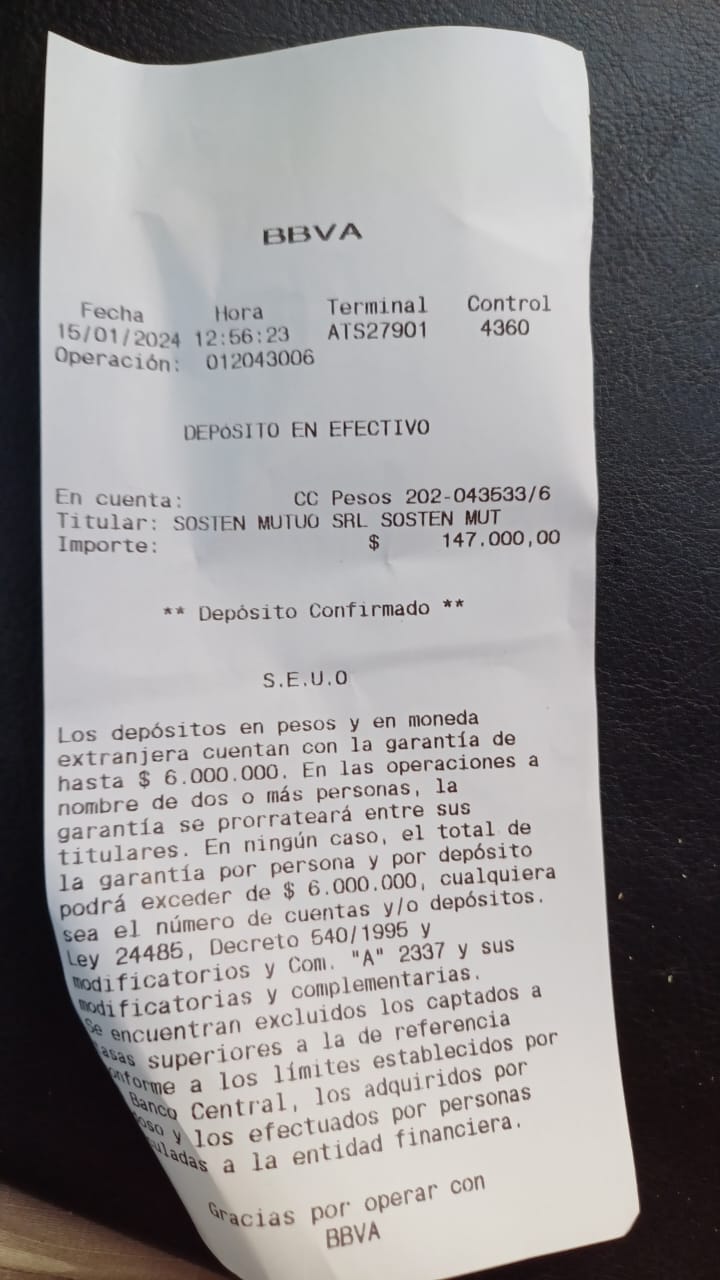 BBVA
Fecha Hora Terminal Control
15/01/2024 12:56:23 ATS27901 4360
Operación: 012043006
DEPóSITO EN EFECTIVO
En cuenta: CC Pesos 202-043533/6
Titular: SOSTEN MUTUO SRL SOSTEN MUT
Importe: $ 147.000,00
** Depósito Confirmado **
S.E.U.O
Los depósitos en pesos y en moneda
extranjera cuentan con la garantía de
hasta $ 6.000.000. En las operaciones a
nombre de dos o más personas, la
garantía se prorrateará entre sus
titulares. En ningún caso, el total de
la garantía por persona y por depósito
podrá exceder de $ 6.000.000, cualquiera
sea el número de cuentas y/o depósitos.
Ley 24485, Decreto 540/1995 y
modificatorios y Com. "A" 2337 y sus
modificatorias y complementarias.
Se encuentran excluidos los captados a
asas superiores a la de referencia
onforme a los límites establecidos por
Banco Central, los adquiridos por
oso y los efectuados por personas
uladas a la entidad financiera.
Gracias por operar con
BBVA